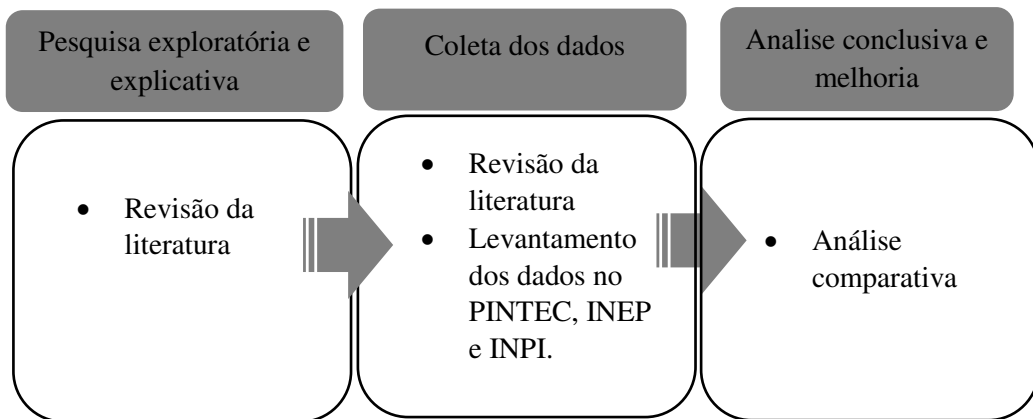 Pesquisa exploratória e
explicativa
Coleta dos dados
Analise conclusiva e
melhoria
• Revisão da
literatura
• Revisão da
literatura
• Levantamento
dos dados no
PINTEC, INEP
e INPI.
• Análise
comparativa